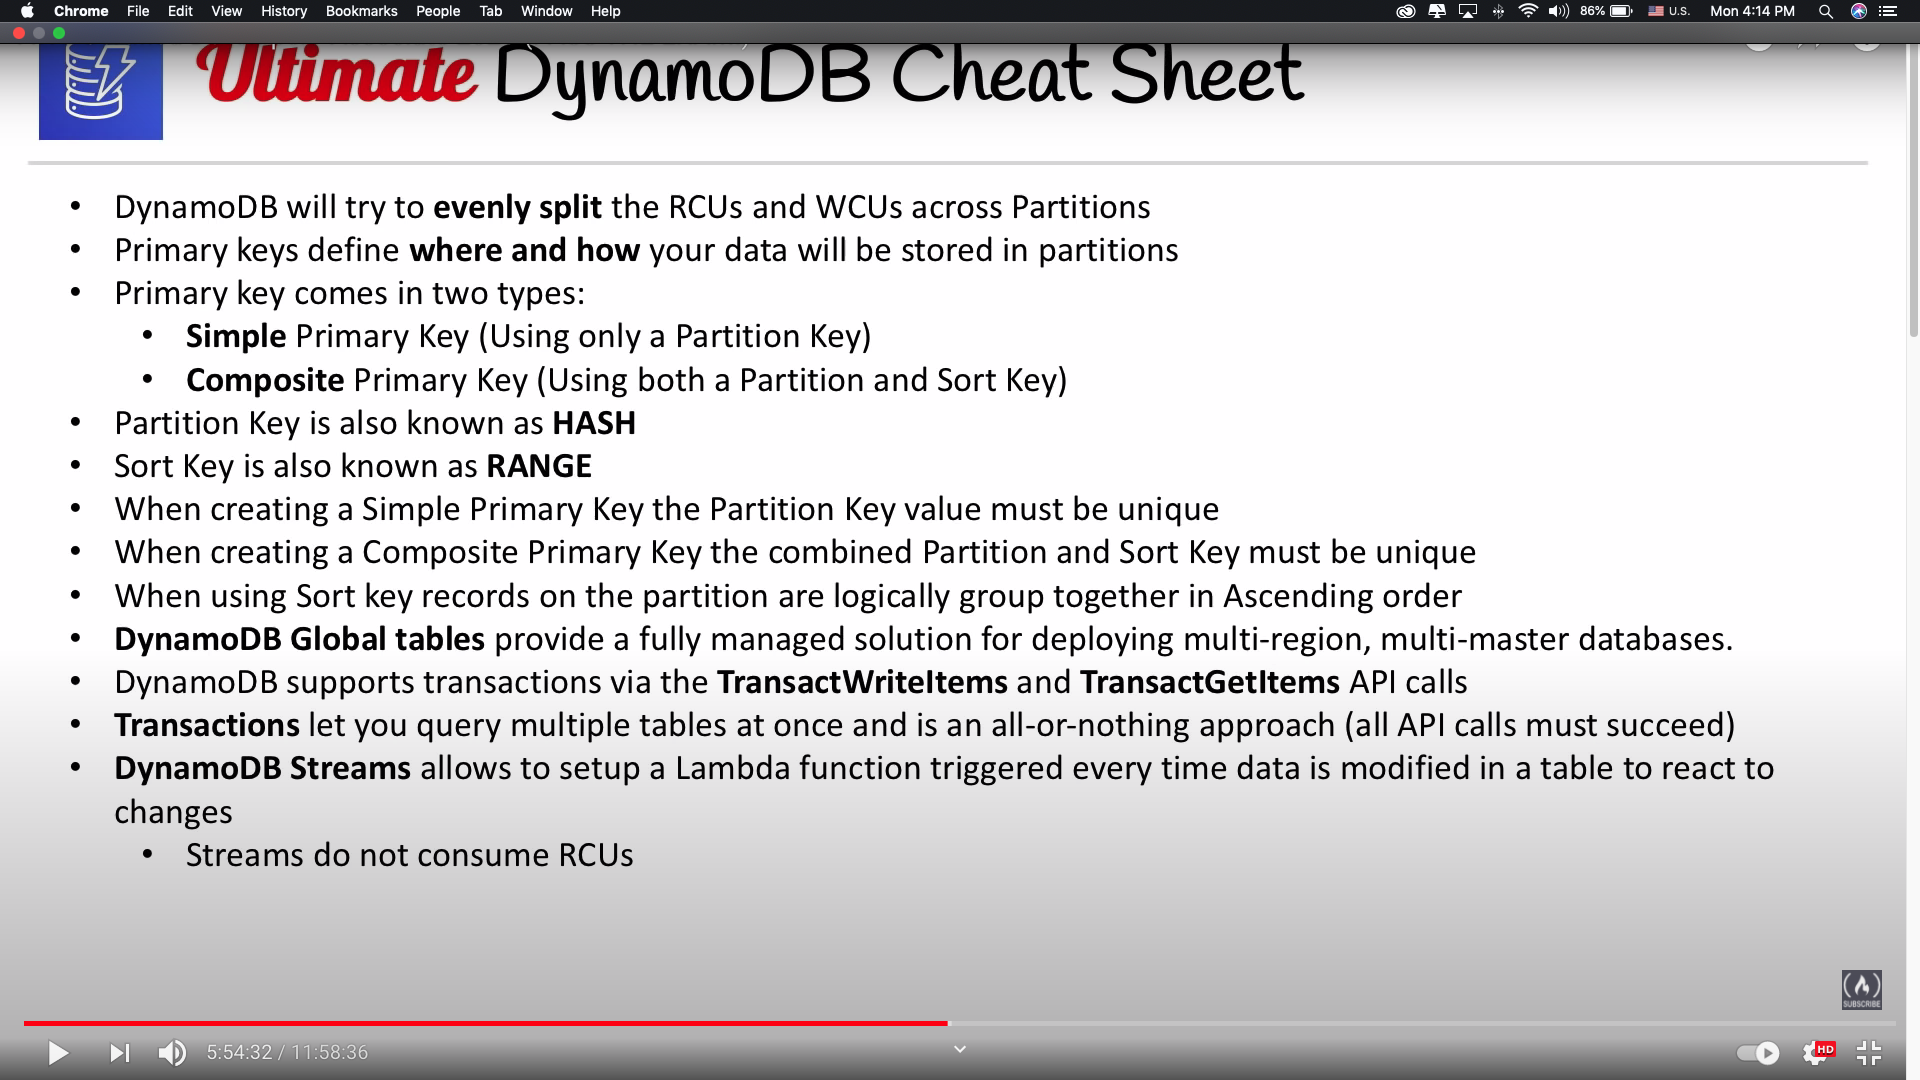 Chrome File Edit View History Bookmarks People Tab Window Help 86% U.S. Mon 4:14 PM
Ultimate DynamoDB Cheat Sheet
• DynamoDB will try to evenly split the RCUs and WCUs across Partitions
• Primary keys define where and how your data will be stored in partitions
• Primary key comes in two types:
• Simple Primary Key (Using only a Partition Key)
• Composite Primary Key (Using both a Partition and Sort Key)
• Partition Key is also known as HASH
• Sort Key is also known as RANGE
• When creating a Simple Primary Key the Partition Key value must be unique
• When creating a Composite Primary Key the combined Partition and Sort Key must be unique
• When using Sort key records on the partition are logically group together in Ascending order
• DynamoDB Global tables provide a fully managed solution for deploying multi-region, multi-master databases.
• DynamoDB supports transactions via the TransactWriteItems and TransactGetItems API calls
• Transactions let you query multiple tables at once and is an all-or-nothing approach (all API calls must succeed)
• DynamoDB Streams allows to setup a Lambda function triggered every time data is modified in a table to react to
changes
• Streams do not consume RCUs
SUBSCRIBE
5:54:32 / 11:58:36
HD